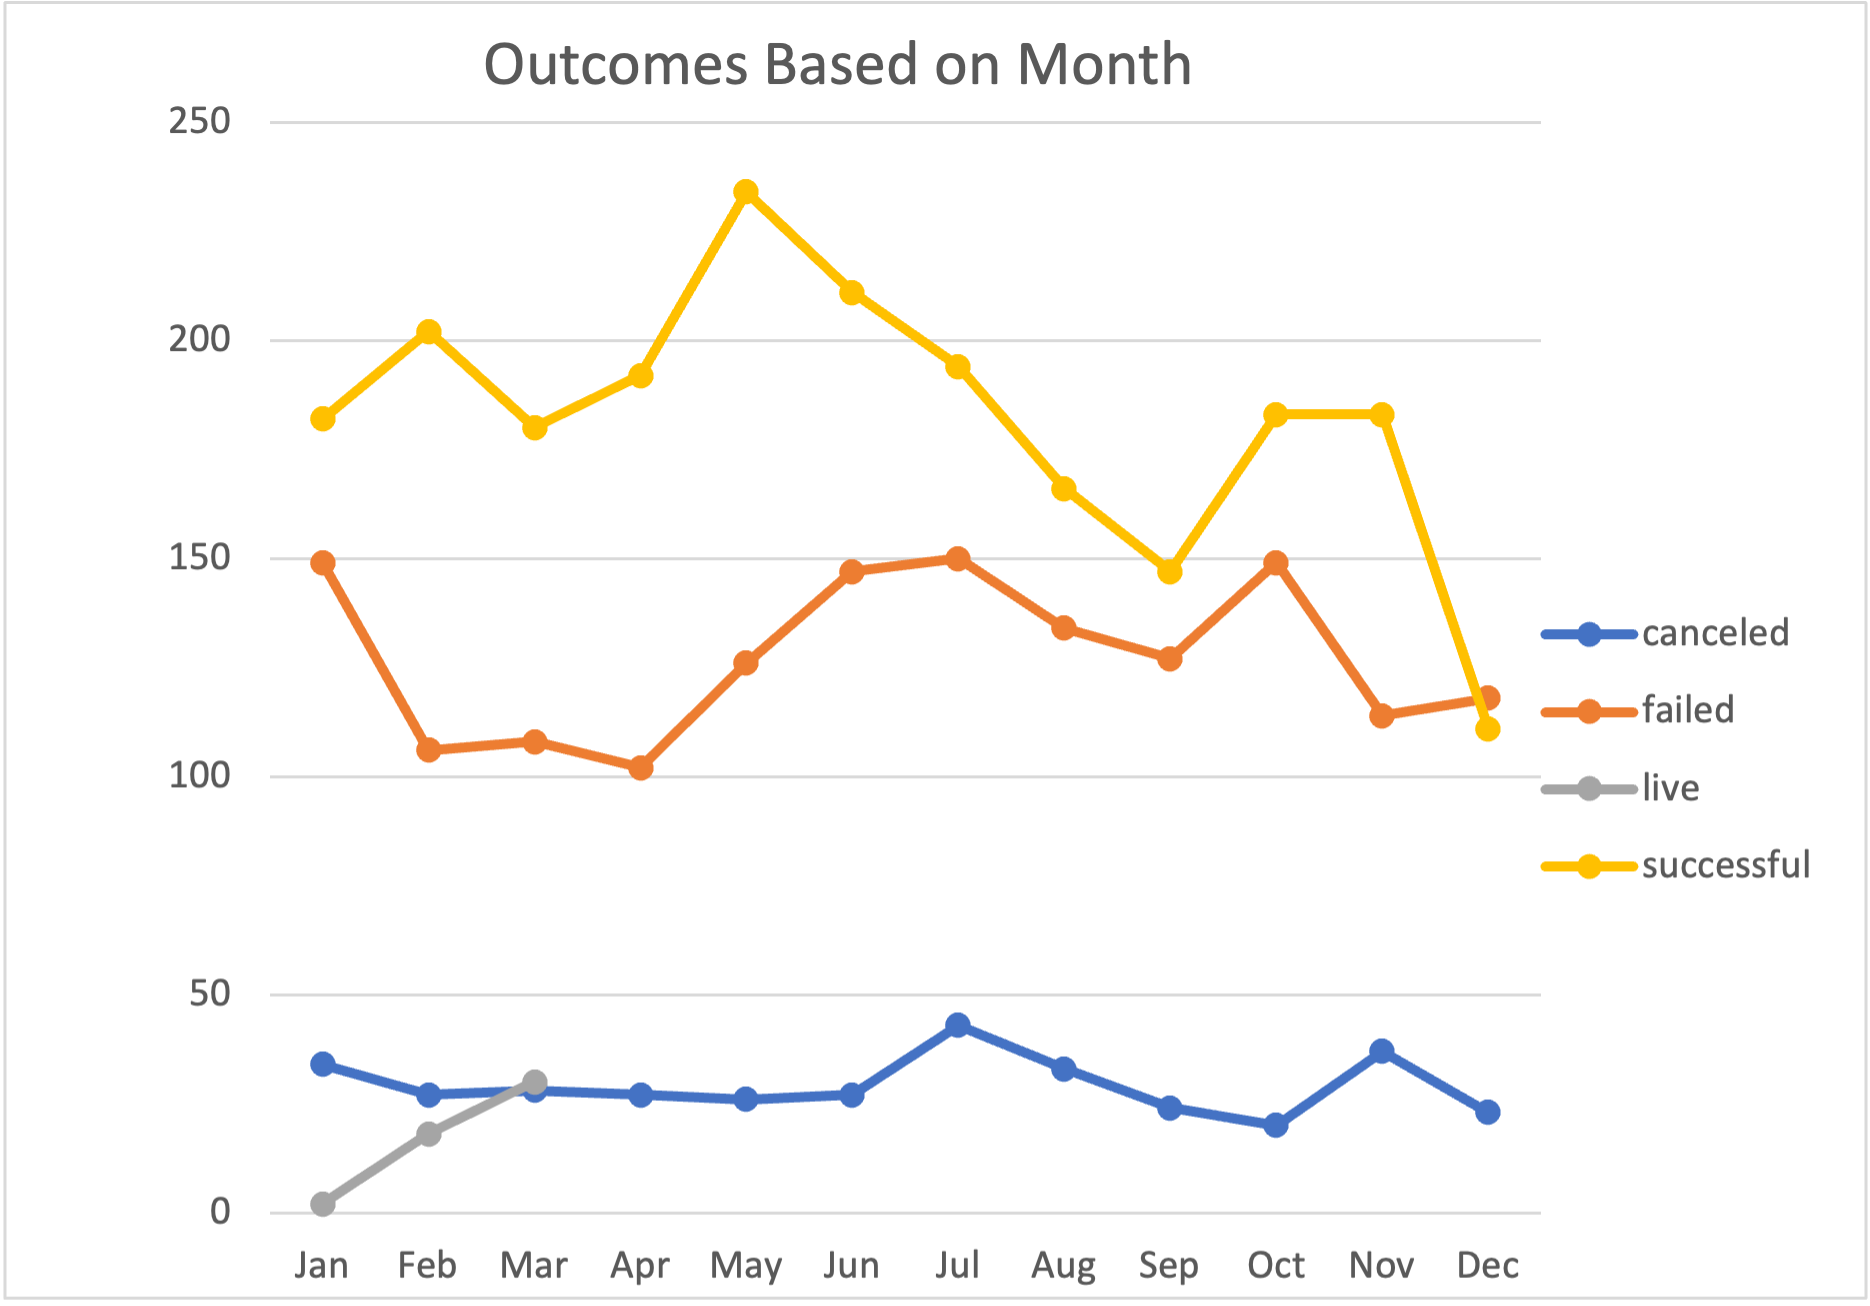 Outcomes Based on Month
250
200
150
100
50
0
Jan Feb Mar Apr May Jun Jul Aug Sep Oct Nov Dec
canceled
failed
live
successful